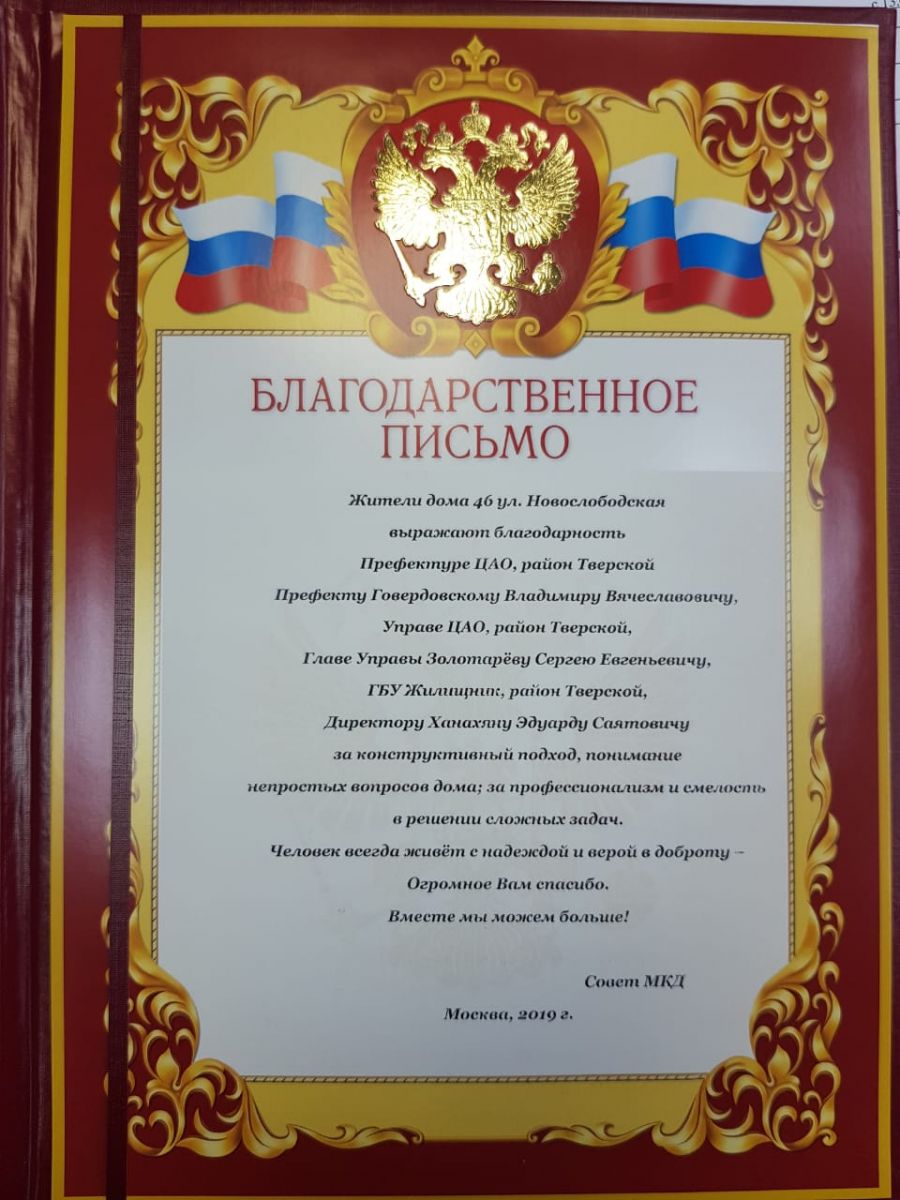 БЛАГОДАРСТВЕННОЕ
ПИСЬМО
Жители дома 46 ул. Новослободская
выражают благодарность
Префектуре ЦАО, район Тверской
Префекту Говердовскому Владимиру Вячеславовичу,
Управе ЦАО, район Тверской,
Главе Управы Золотарёву Сергею Евгеньевичу,
ГБУ Жилищник, район Тверской,
Директору Ханахяну Эдуарду Саятовичу
за конструктивный подход, понимание
непростых вопросов дома; за профессионализм и смелость
в решении сложных задач.
Человек всегда живёт с надеждой и верой в доброту –
Огромное Вам спасибо.
Вместе мы можем больше!
Совет МКД
Москва, 2019 г.